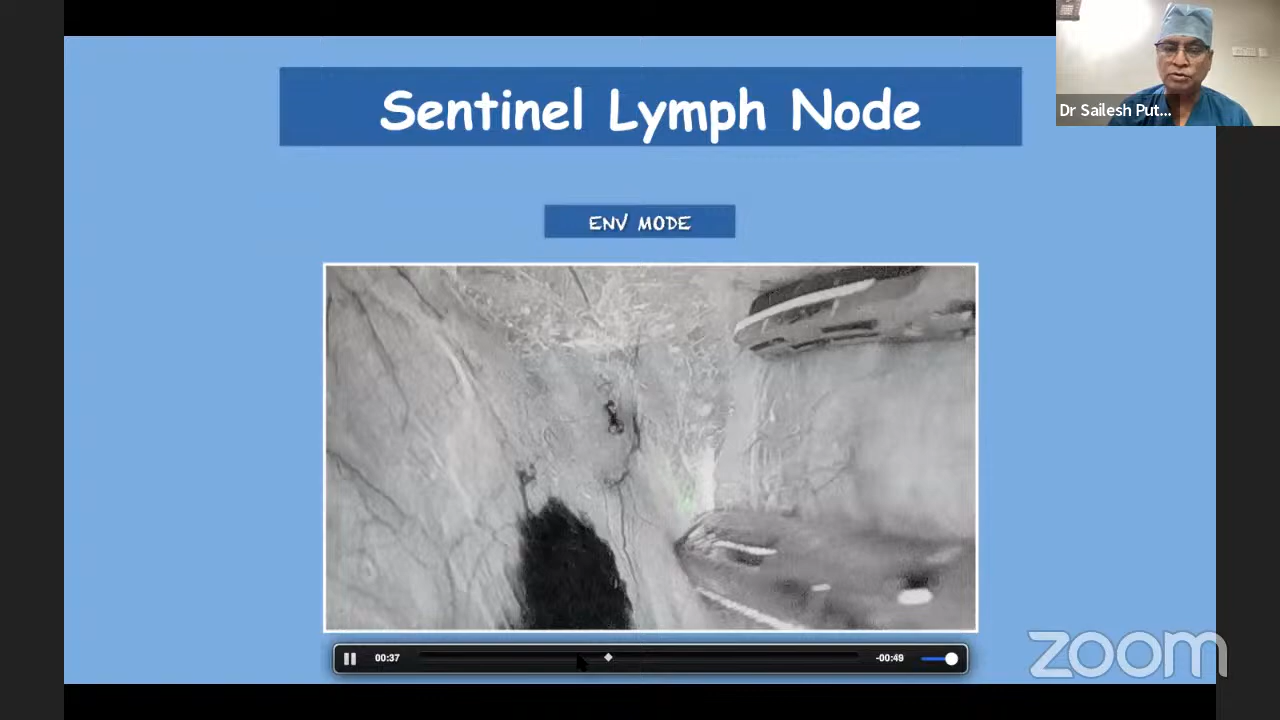 Sentinel Lymph Node
Dr Sailesh Put...
ENV MODE
00:37
-00:49
zoom